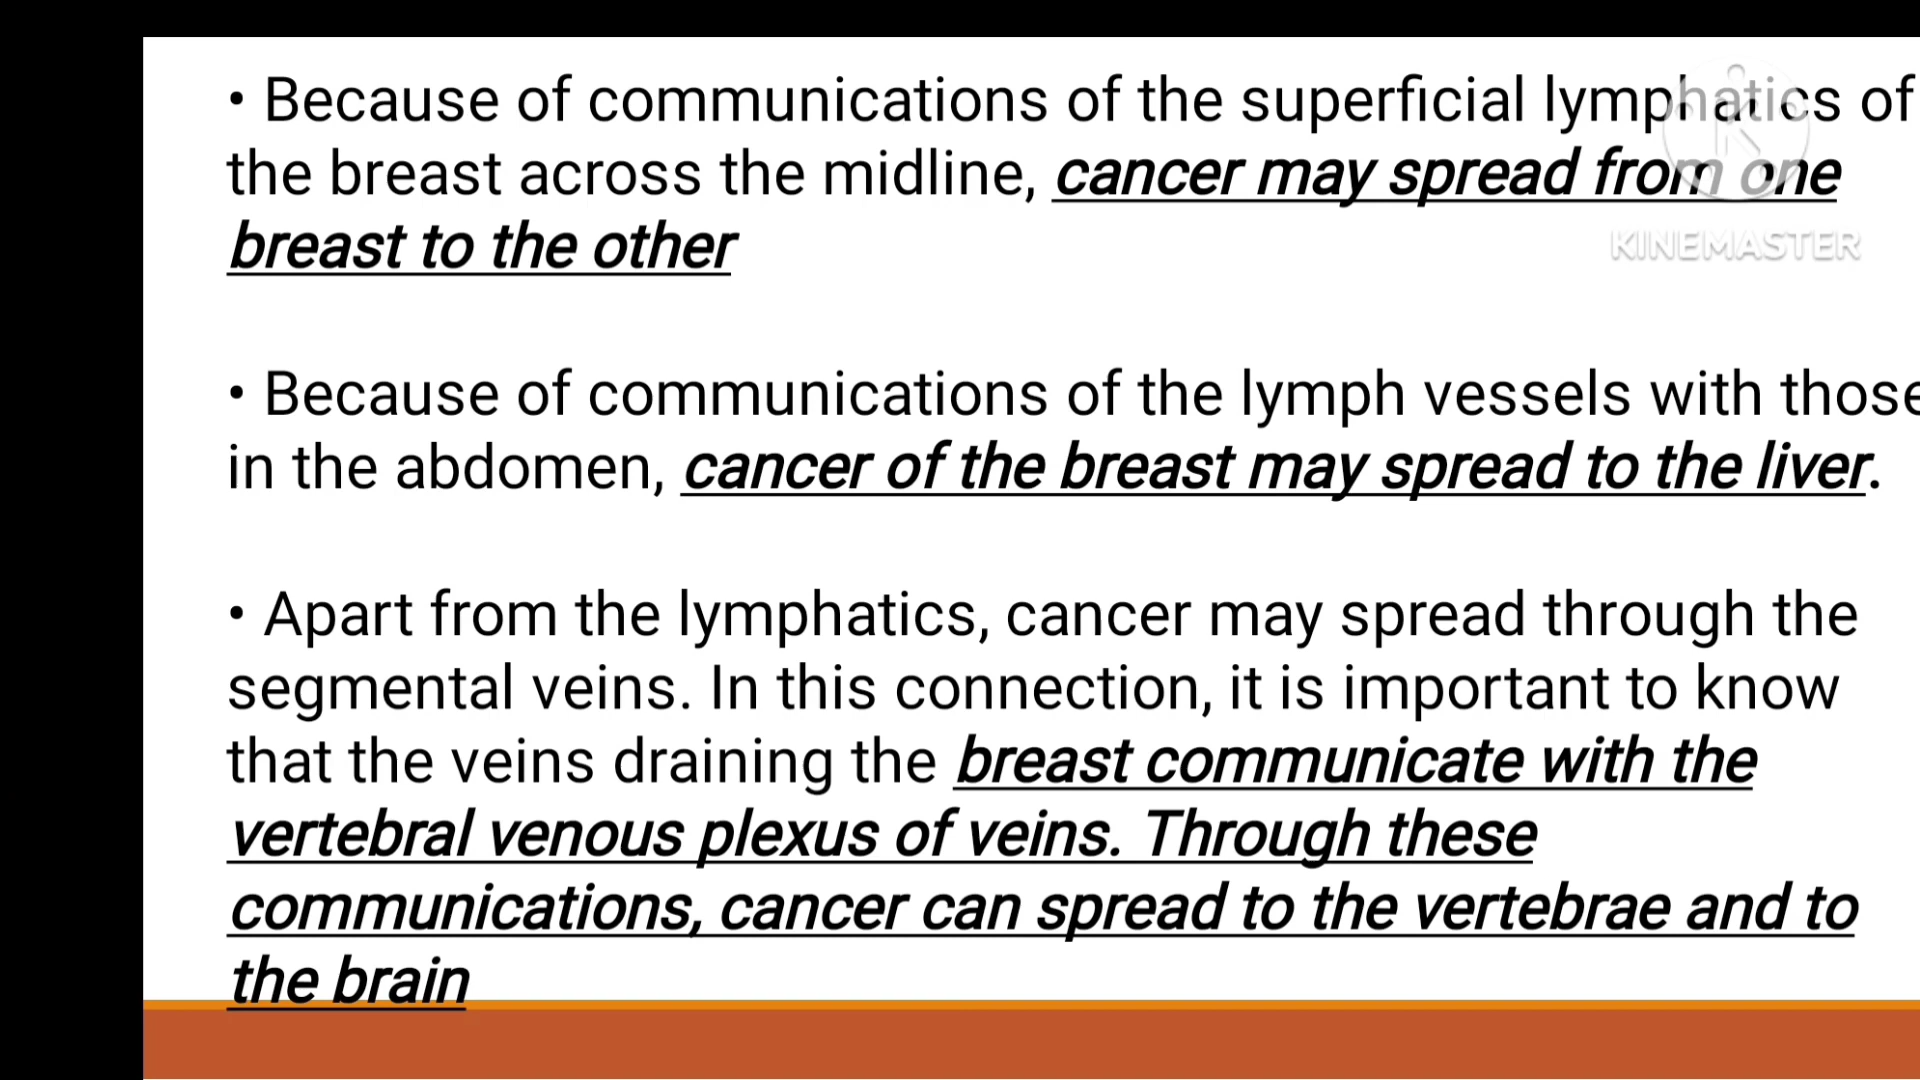 • Because of communications of the superficial lymphatics of
the breast across the midline, cancer may spread from one
breast to the other
KINEMASTER
• Because of communications of the lymph vessels with those
in the abdomen, cancer of the breast may spread to the liver.
• Apart from the lymphatics, cancer may spread through the
segmental veins. In this connection, it is important to know
that the veins draining the breast communicate with the
vertebral venous plexus of veins. Through these
communications, cancer can spread to the vertebrae and to
the brain